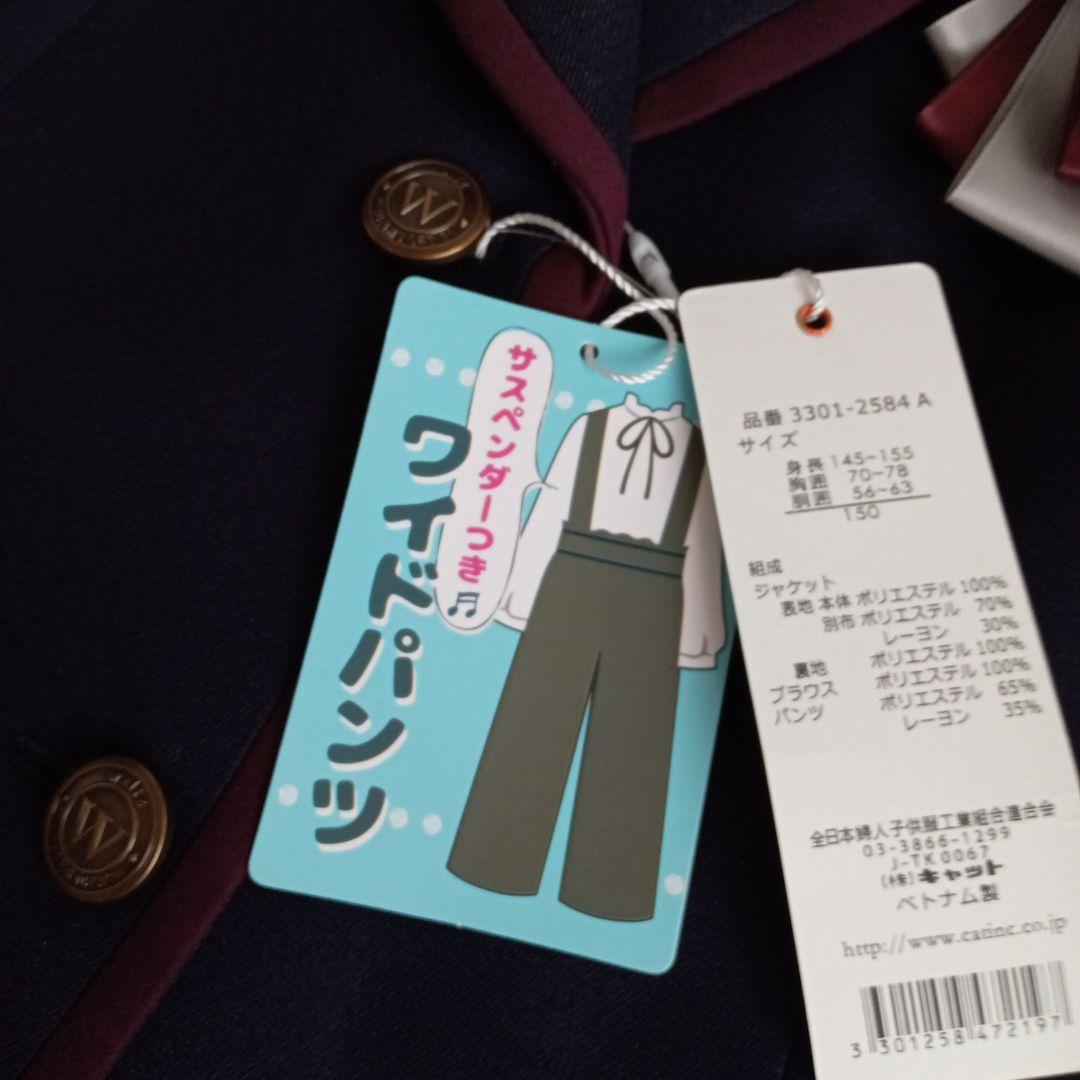 W
サスペンダーつき
ワイドパンツ
W
品番 3301-2584 A
サイズ
身長 145~155
胸囲 70~78
胴囲 56~63
150
組成
ジャケット
表地 本体 ポリエステル 100%
別布 ポリエステル 70%
レーヨン 30%
裏地 ポリエステル 100%
ブラウス ポリエステル 100%
パンツ ポリエステル 65%
レーヨン 35%
全日本婦人子供服工業組合連合会
03-3866-1299
J-TK0067
(株)キャット
ベトナム製
http://www.catinc.co.jp
3 301258 472197